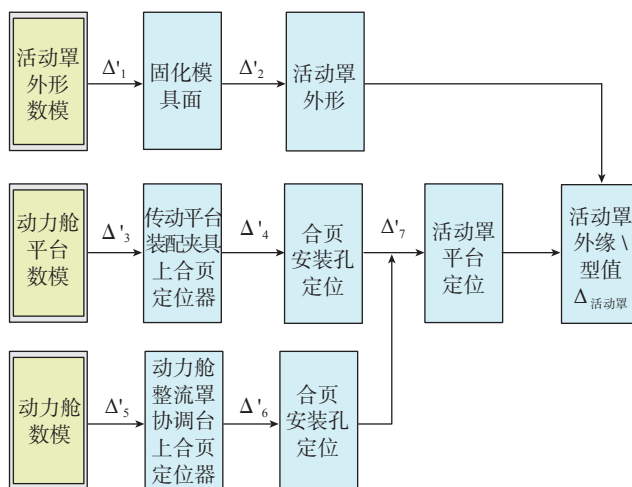 活动罩
外形
数模
Δ'₁
固化模
具面
Δ'₂
活动罩
外形
动力舱
平台
数模
Δ'₃
传动平台
装配夹具
上合页
定位器
Δ'₄
合页
安装孔
定位
Δ'₇
活动罩
平台
定位
活动罩
外缘\
型值
Δ活动罩
动力舱
数模
Δ'₅
动力舱
整流罩
协调台
上合页
定位器
Δ'₆
合页
安装孔
定位